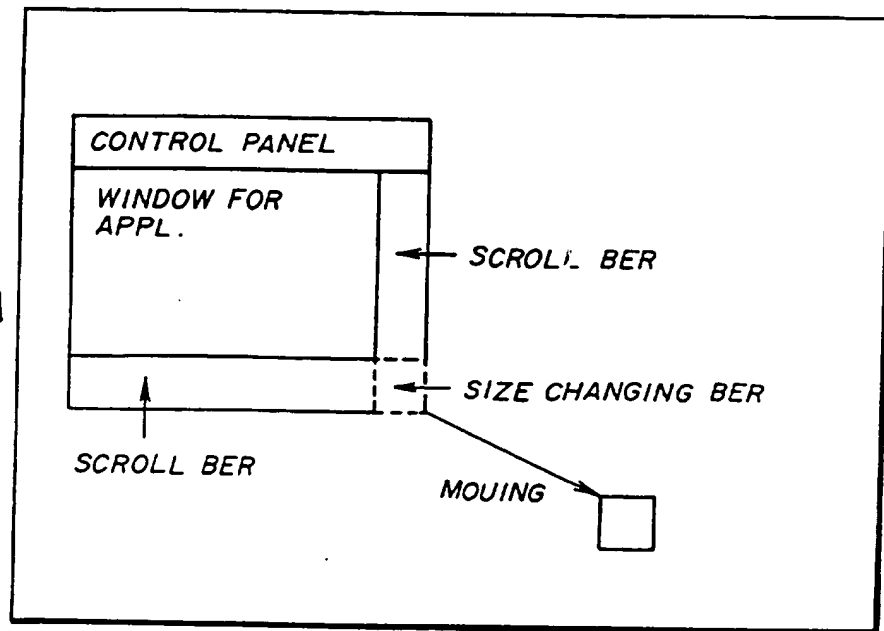 CONTROL PANEL
WINDOW FOR
APPL.
SCROLL BER
SIZE CHANGING BER
SCROLL BER
MOUING